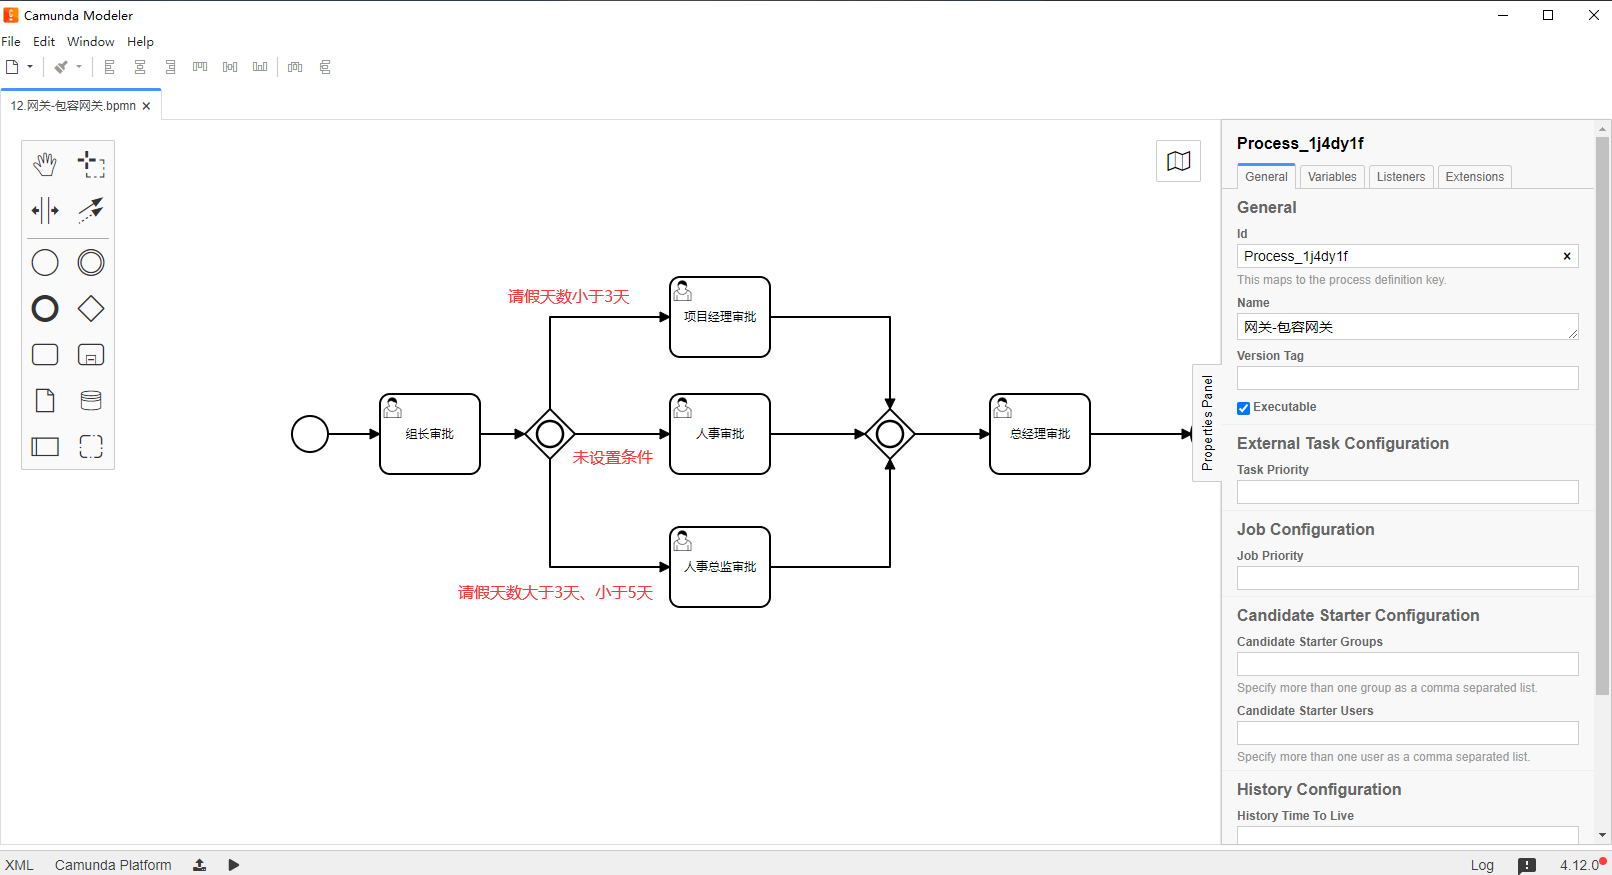 Camunda Modeler
File Edit Window Help
12.网关-包容网关.bpmn ×
请假天数小于3天
项目经理审批
组长审批
人事审批
总经理审批
未设置条件
人事总监审批
请假天数大于3天、小于5天
Properties Panel
Process_1j4dy1f
General Variables Listeners Extensions
General
Id
Process_1j4dy1f ×
This maps to the process definition key.
Name
网关-包容网关
Version Tag
Executable
External Task Configuration
Task Priority
Job Configuration
Job Priority
Candidate Starter Configuration
Candidate Starter Groups
Specify more than one group as a comma separated list.
Candidate Starter Users
Specify more than one user as a comma separated list.
History Configuration
History Time To Live
XML Camunda Platform Log 4.12.0